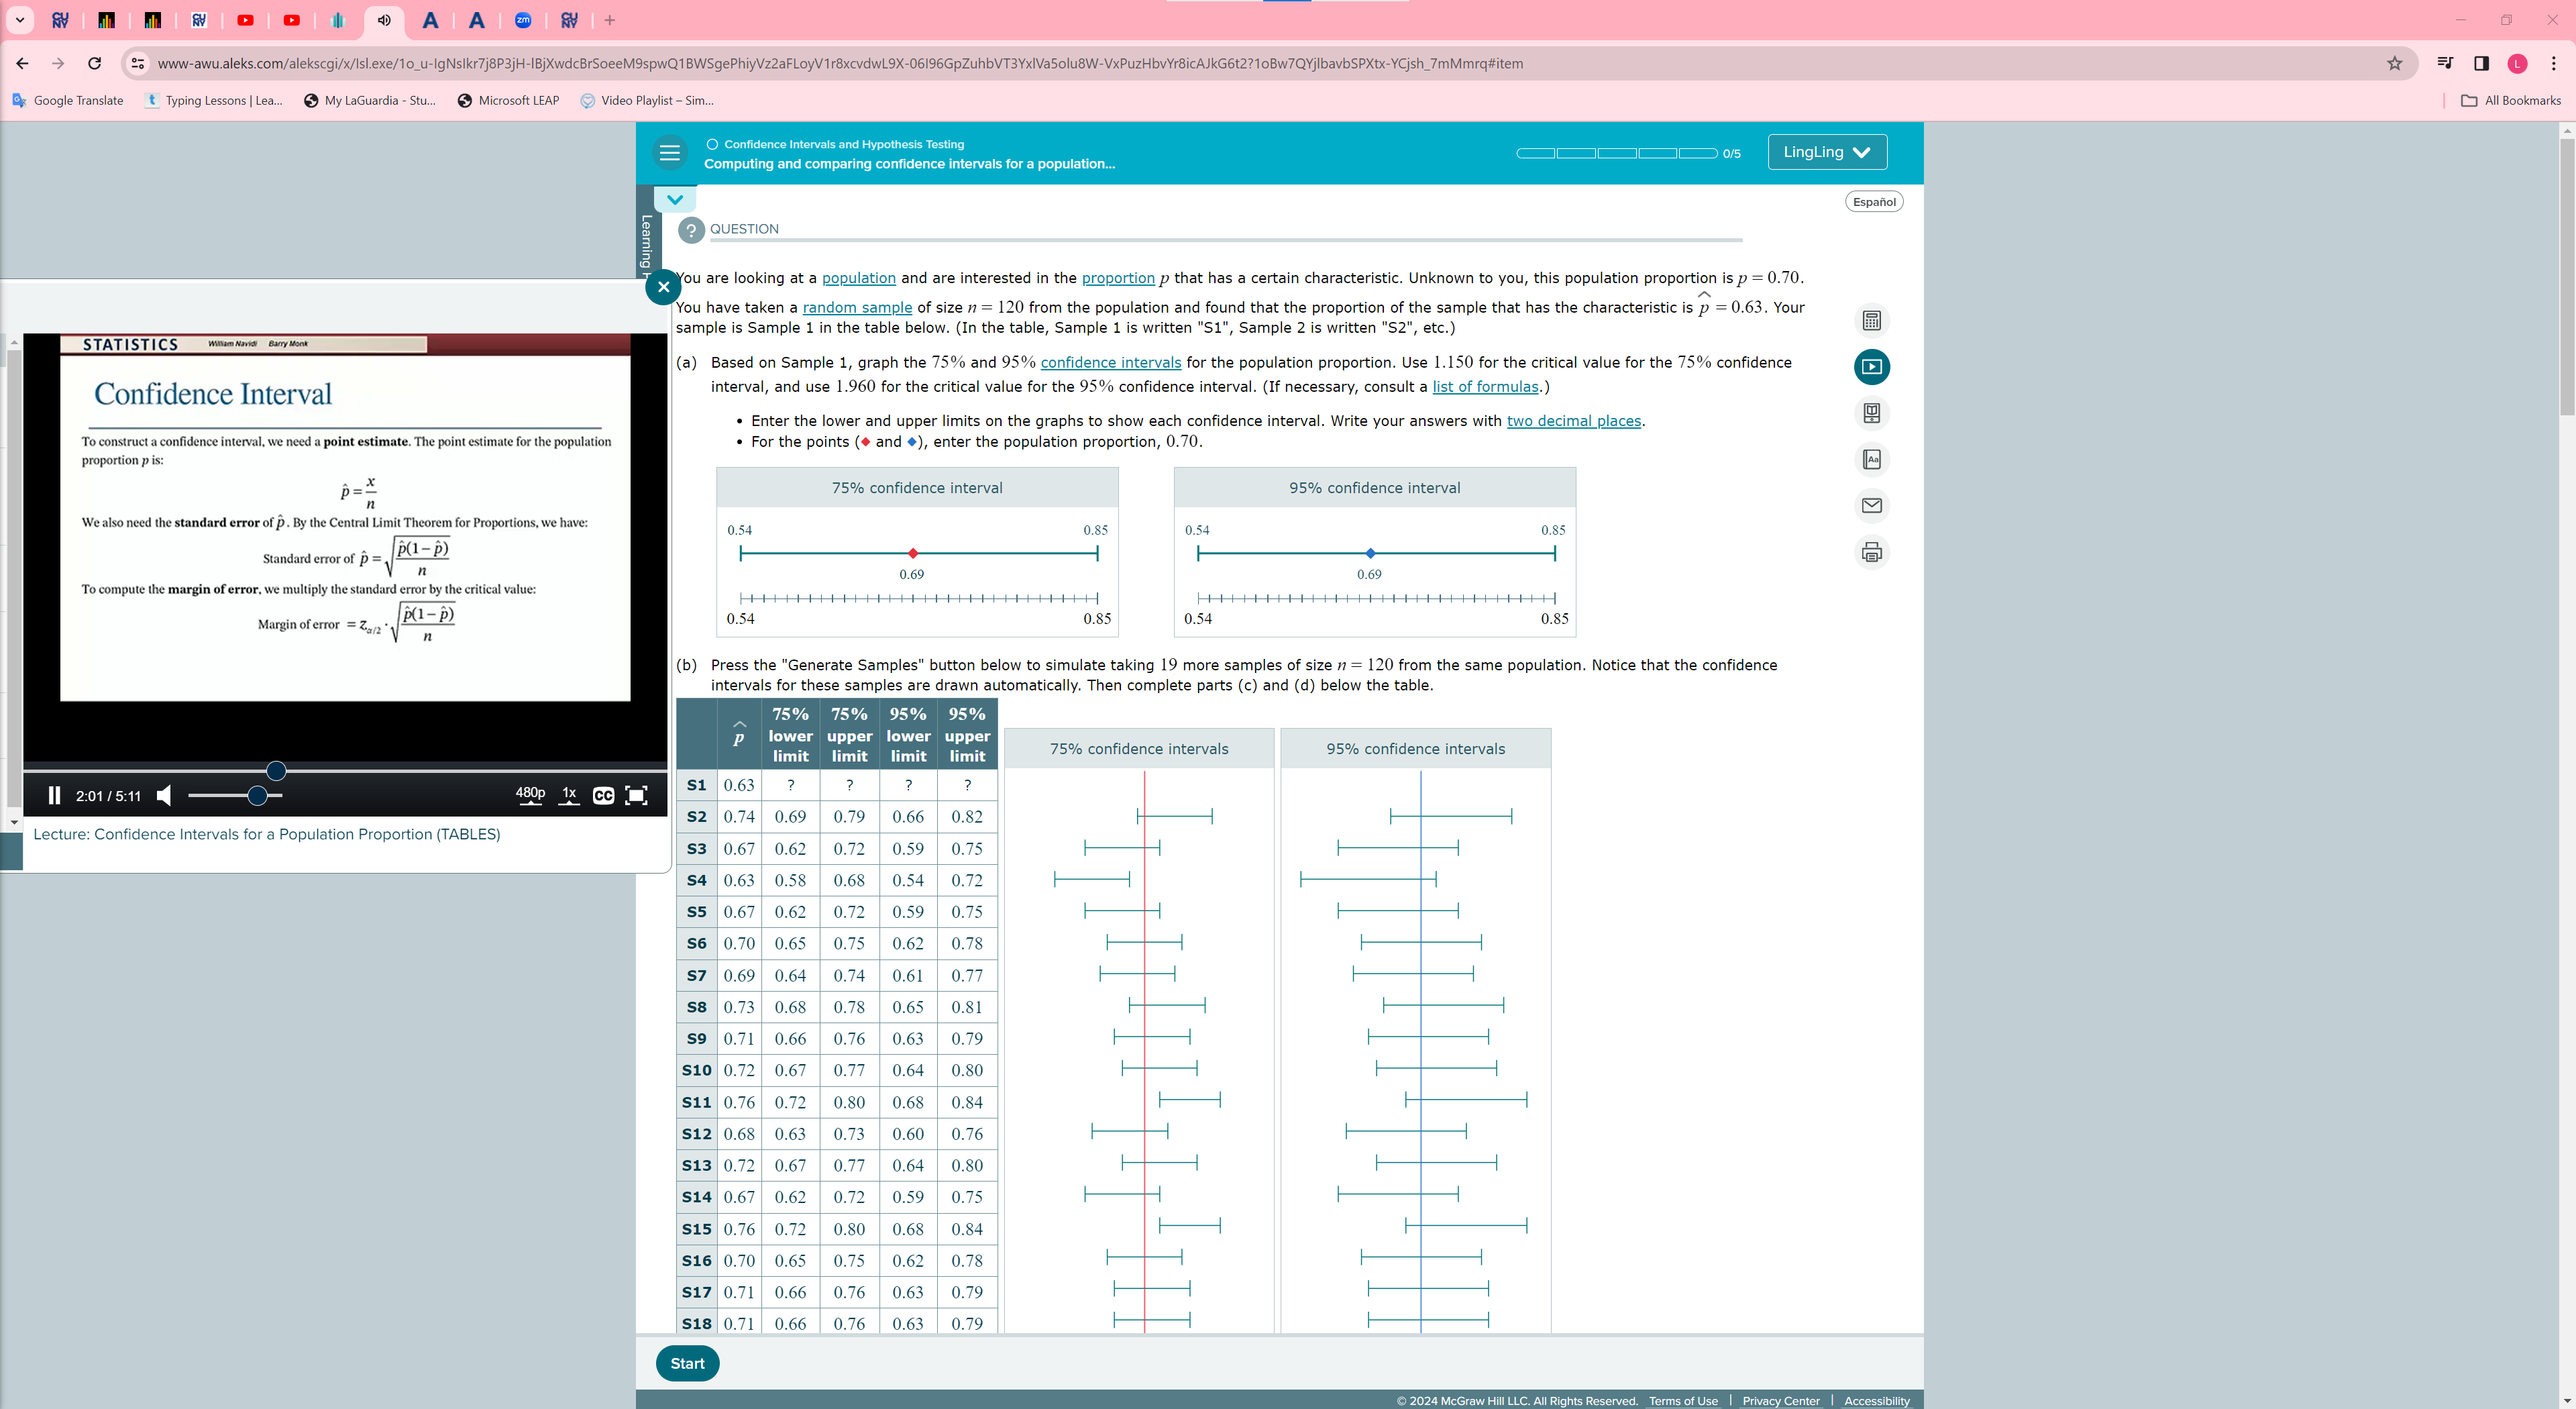 www-awu.aleks.com/alekscgi/x/Isl.exe/1o_u-IgNsIkr7j8P3jH-IBjXwdcBrSoeeM9spwQ1BWSgePhiyVz2aFLoyV1r8xcvdwL9X-06I96GpZuhbVT3YxlVa5olu8W-VxPuzHbvYr8icAJkG6t2?1oBw7QYjlbavbSPXtx-YCjsh_7mMmrq#item
Google Translate Typing Lessons | Lea... My LaGuardia - Stu... Microsoft LEAP Video Playlist – Sim... All Bookmarks
Confidence Intervals and Hypothesis Testing
Computing and comparing confidence intervals for a population...
0/5
LingLing
Español
QUESTION
You are looking at a population and are interested in the proportion p that has a certain characteristic. Unknown to you, this population proportion is p = 0.70.
You have taken a random sample of size n = 120 from the population and found that the proportion of the sample that has the characteristic is p̂ = 0.63. Your
sample is Sample 1 in the table below. (In the table, Sample 1 is written "S1", Sample 2 is written "S2", etc.)
(a) Based on Sample 1, graph the 75% and 95% confidence intervals for the population proportion. Use 1.150 for the critical value for the 75% confidence
interval, and use 1.960 for the critical value for the 95% confidence interval. (If necessary, consult a list of formulas.)
• Enter the lower and upper limits on the graphs to show each confidence interval. Write your answers with two decimal places.
• For the points (◆ and ◆), enter the population proportion, 0.70.
75% confidence interval
0.54 0.85
0.69
0.54 0.85
95% confidence interval
0.54 0.85
0.69
0.54 0.85
(b) Press the "Generate Samples" button below to simulate taking 19 more samples of size n = 120 from the same population. Notice that the confidence
intervals for these samples are drawn automatically. Then complete parts (c) and (d) below the table.
p̂ 75% lower limit 75% upper limit 95% lower limit 95% upper limit
S1 0.63 ? ? ? ?
S2 0.74 0.69 0.79 0.66 0.82
S3 0.67 0.62 0.72 0.59 0.75
S4 0.63 0.58 0.68 0.54 0.72
S5 0.67 0.62 0.72 0.59 0.75
S6 0.70 0.65 0.75 0.62 0.78
S7 0.69 0.64 0.74 0.61 0.77
S8 0.73 0.68 0.78 0.65 0.81
S9 0.71 0.66 0.76 0.63 0.79
S10 0.72 0.67 0.77 0.64 0.80
S11 0.76 0.72 0.80 0.68 0.84
S12 0.68 0.63 0.73 0.60 0.76
S13 0.72 0.67 0.77 0.64 0.80
S14 0.67 0.62 0.72 0.59 0.75
S15 0.76 0.72 0.80 0.68 0.84
S16 0.70 0.65 0.75 0.62 0.78
S17 0.71 0.66 0.76 0.63 0.79
S18 0.71 0.66 0.76 0.63 0.79
75% confidence intervals
95% confidence intervals
Start
© 2024 McGraw Hill LLC. All Rights Reserved. Terms of Use | Privacy Center | Accessibility
Learning
STATISTICS William Navidi Barry Monk
Confidence Interval
To construct a confidence interval, we need a point estimate. The point estimate for the population
proportion p is:
p̂ = x/n
We also need the standard error of p̂. By the Central Limit Theorem for Proportions, we have:
Standard error of p̂ = √(p̂(1−p̂)/n)
To compute the margin of error, we multiply the standard error by the critical value:
Margin of error = z_α/2 · √(p̂(1−p̂)/n)
2:01 / 5:11 480p 1x CC
Lecture: Confidence Intervals for a Population Proportion (TABLES)